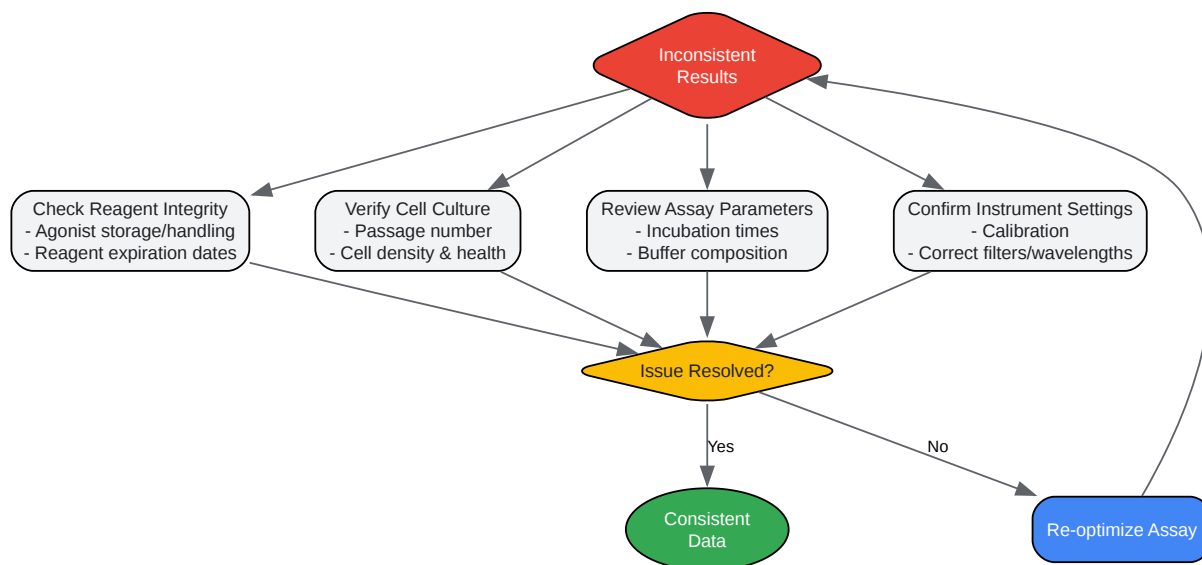 Inconsistent
Results
Check Reagent Integrity
- Agonist storage/handling
- Reagent expiration dates
Verify Cell Culture
- Passage number
- Cell density & health
Review Assay Parameters
- Incubation times
- Buffer composition
Confirm Instrument Settings
- Calibration
- Correct filters/wavelengths
Issue Resolved?
Yes
No
Consistent
Data
Re-optimize Assay